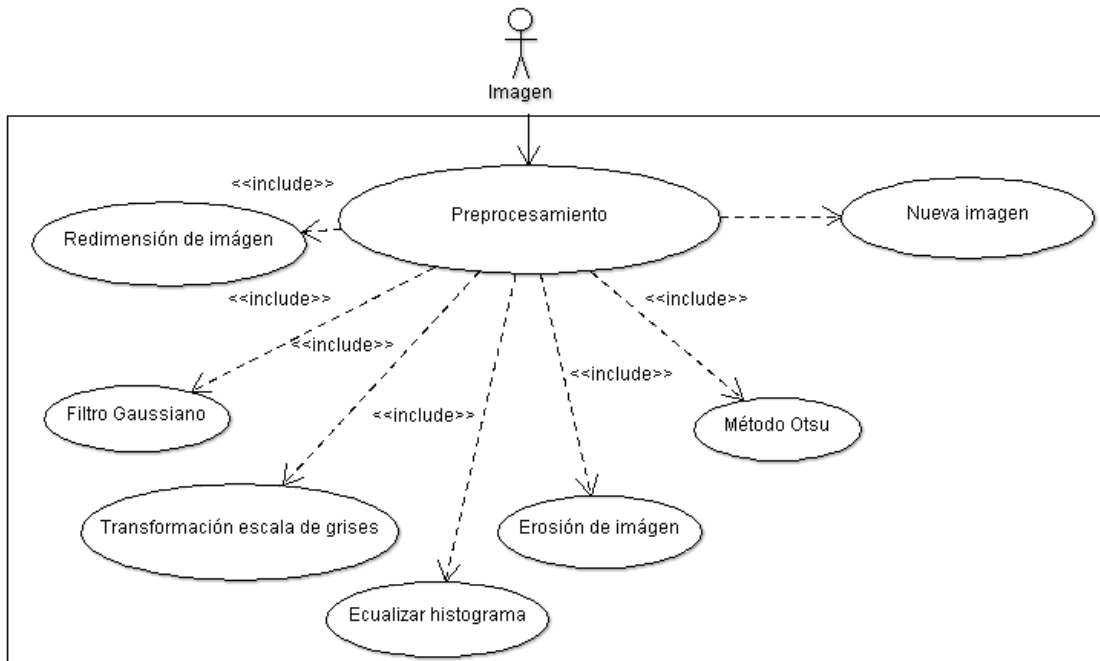 Imagen
<<include>>
Preprocesamiento
Nueva imagen
Redimensión de imágen
<<include>>
<<include>>
<<include>>
<<include>>
<<include>>
Filtro Gaussiano
Método Otsu
Transformación escala de grises
Erosión de imágen
Ecualizar histograma